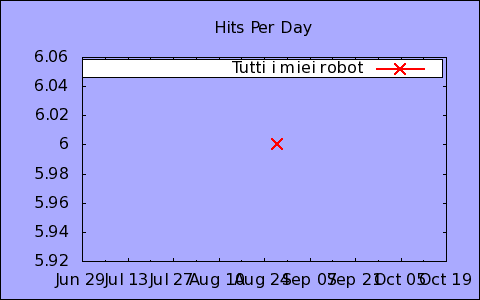 Hits Per Day
Tutti i miei robot
6.06
6.04
6.02
6
5.98
5.96
5.94
5.92
Jun 29 Jul 13 Jul 27 Aug 10 Aug 24 Sep 07 Sep 21 Oct 05 Oct 19